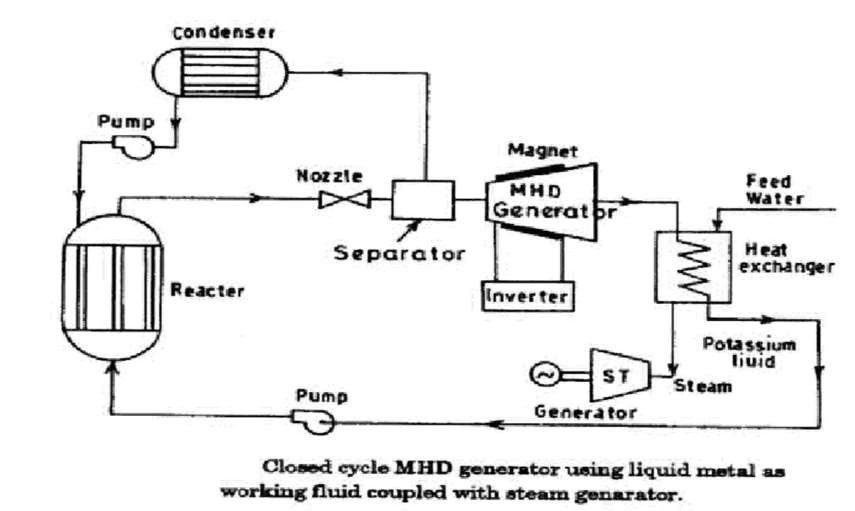 Condenser
Pump
Nozzle
Magnet
MHD
Generator
Feed
Water
Separator
Heat
exchanger
Reacter
Inverter
Potassium
liuid
~
ST
Steam
Pump
Generator
Closed cycle MHD generator using liquid metal as
working fluid coupled with steam genarator.